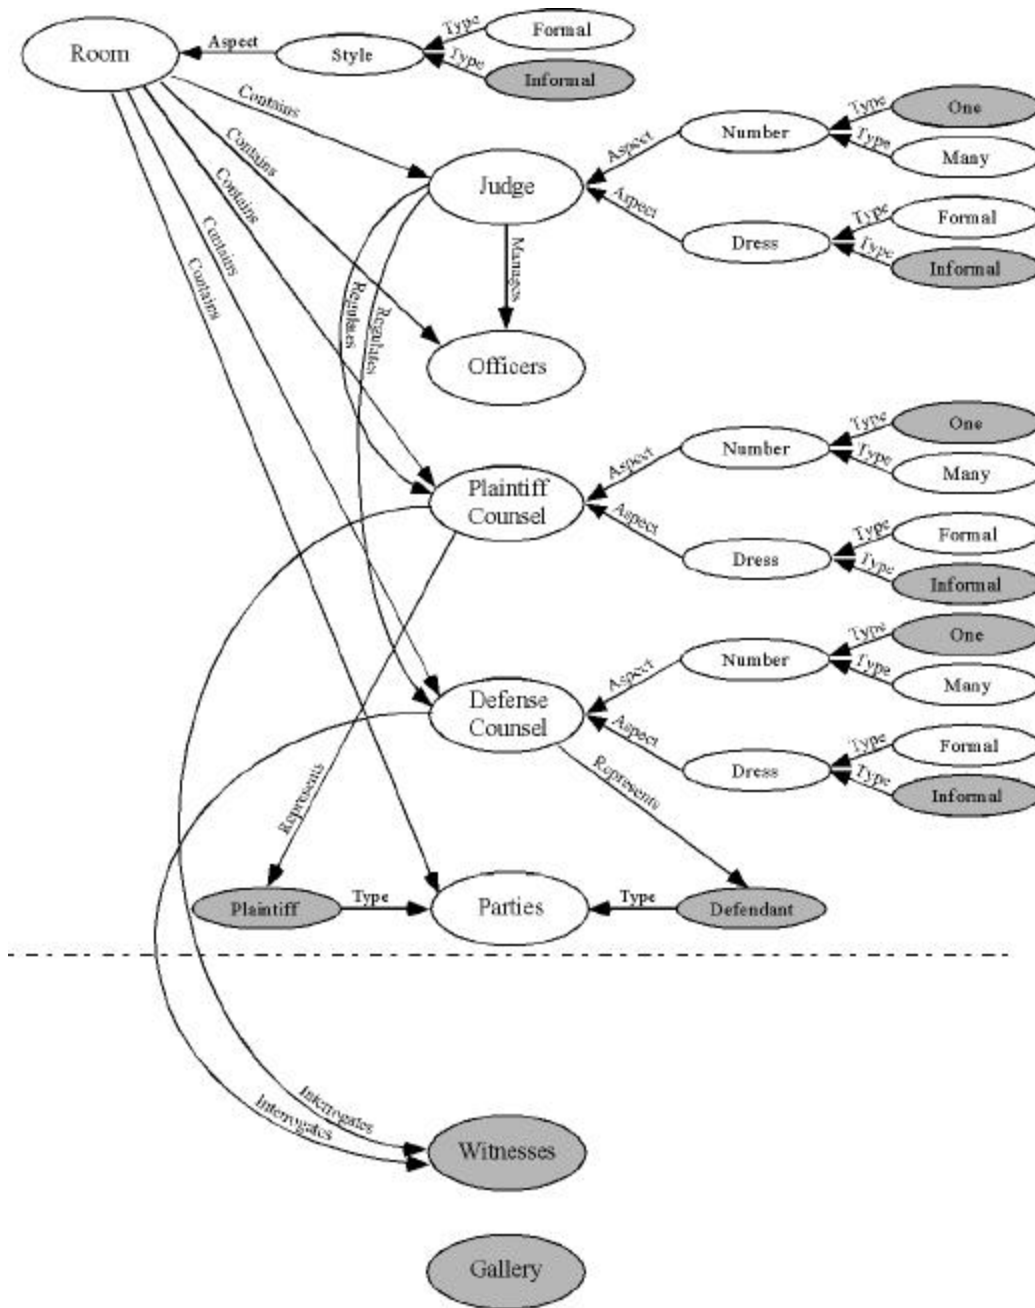 Room
Aspect
Style
Type
Formal
Type
Informal
Contains
Contains
Contains
Contains
Contains
Judge
Aspect
Number
Type
One
Type
Many
Aspect
Dress
Type
Formal
Type
Informal
Manages
Regulates
Regulates
Officers
Plaintiff
Counsel
Aspect
Number
Type
One
Type
Many
Aspect
Dress
Type
Formal
Type
Informal
Defense
Counsel
Aspect
Number
Type
One
Type
Many
Aspect
Dress
Type
Formal
Type
Informal
Represents
Represents
Plaintiff
Type
Parties
Type
Defendant
Interrogates
Interrogates
Witnesses
Gallery